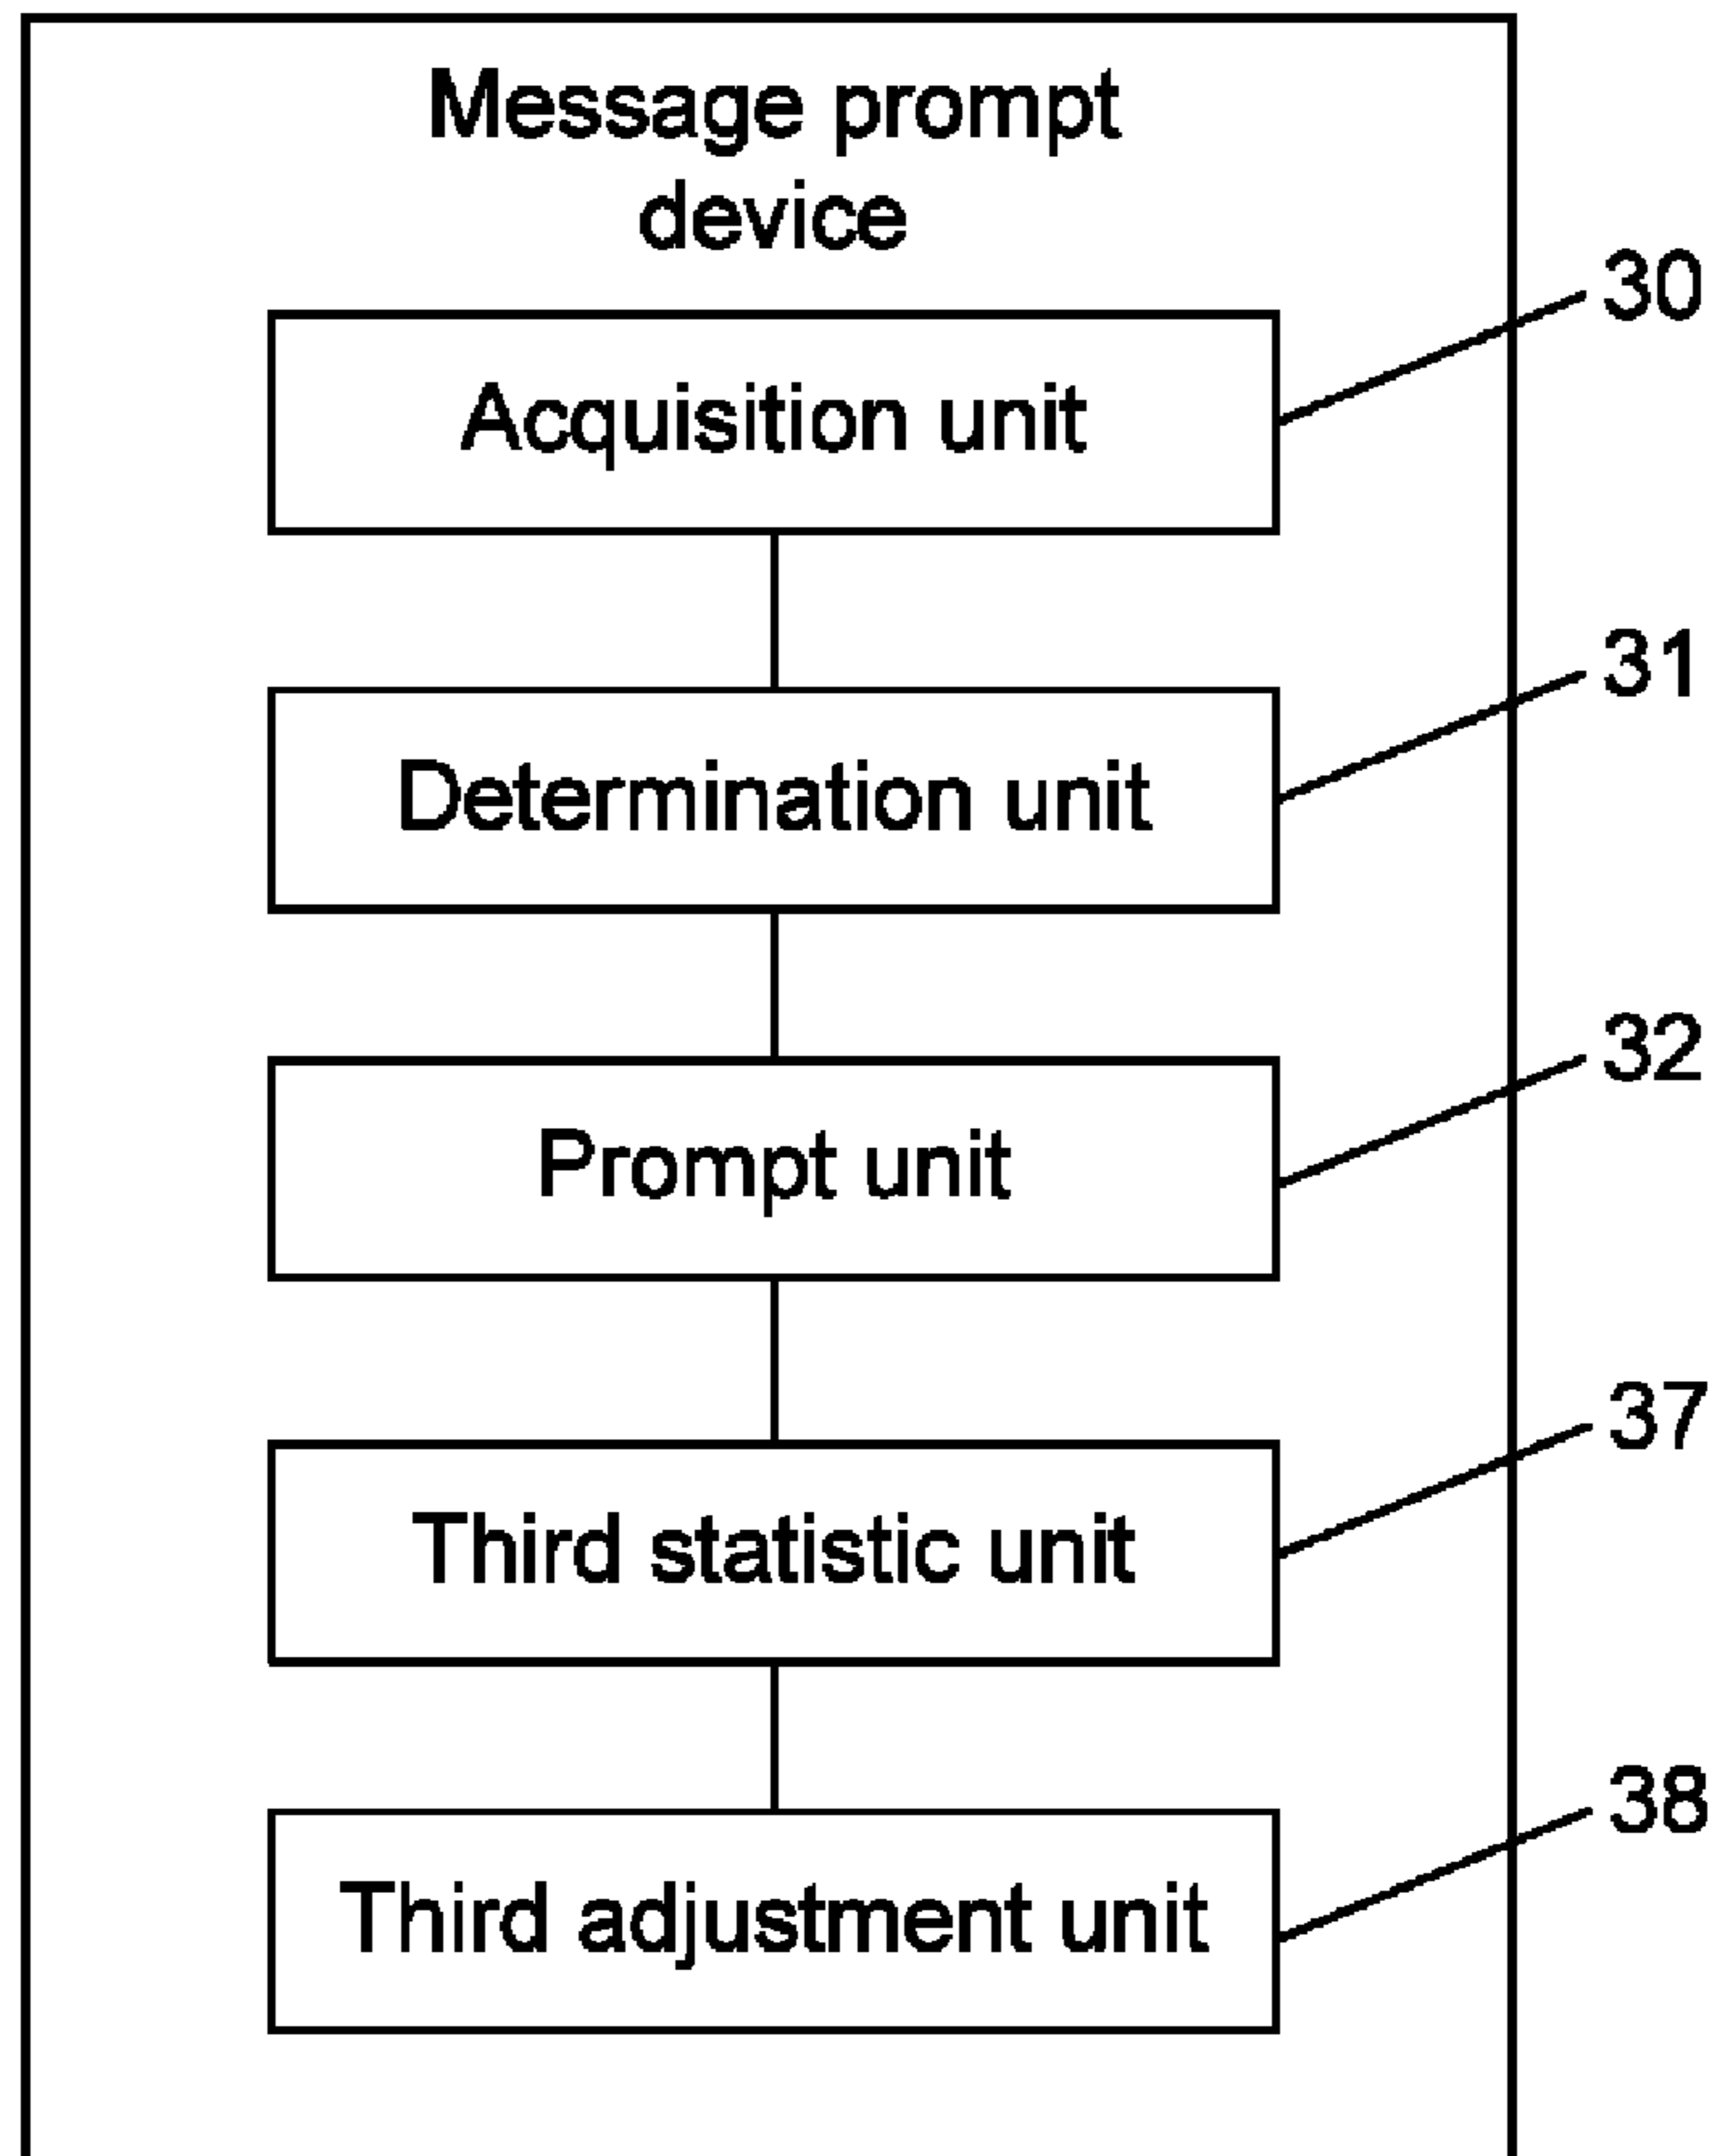 Message prompt
device
30
Acquisition unit
31
Determination unit
32
Prompt unit
37
Third statistic unit
38
Third adjustment unit